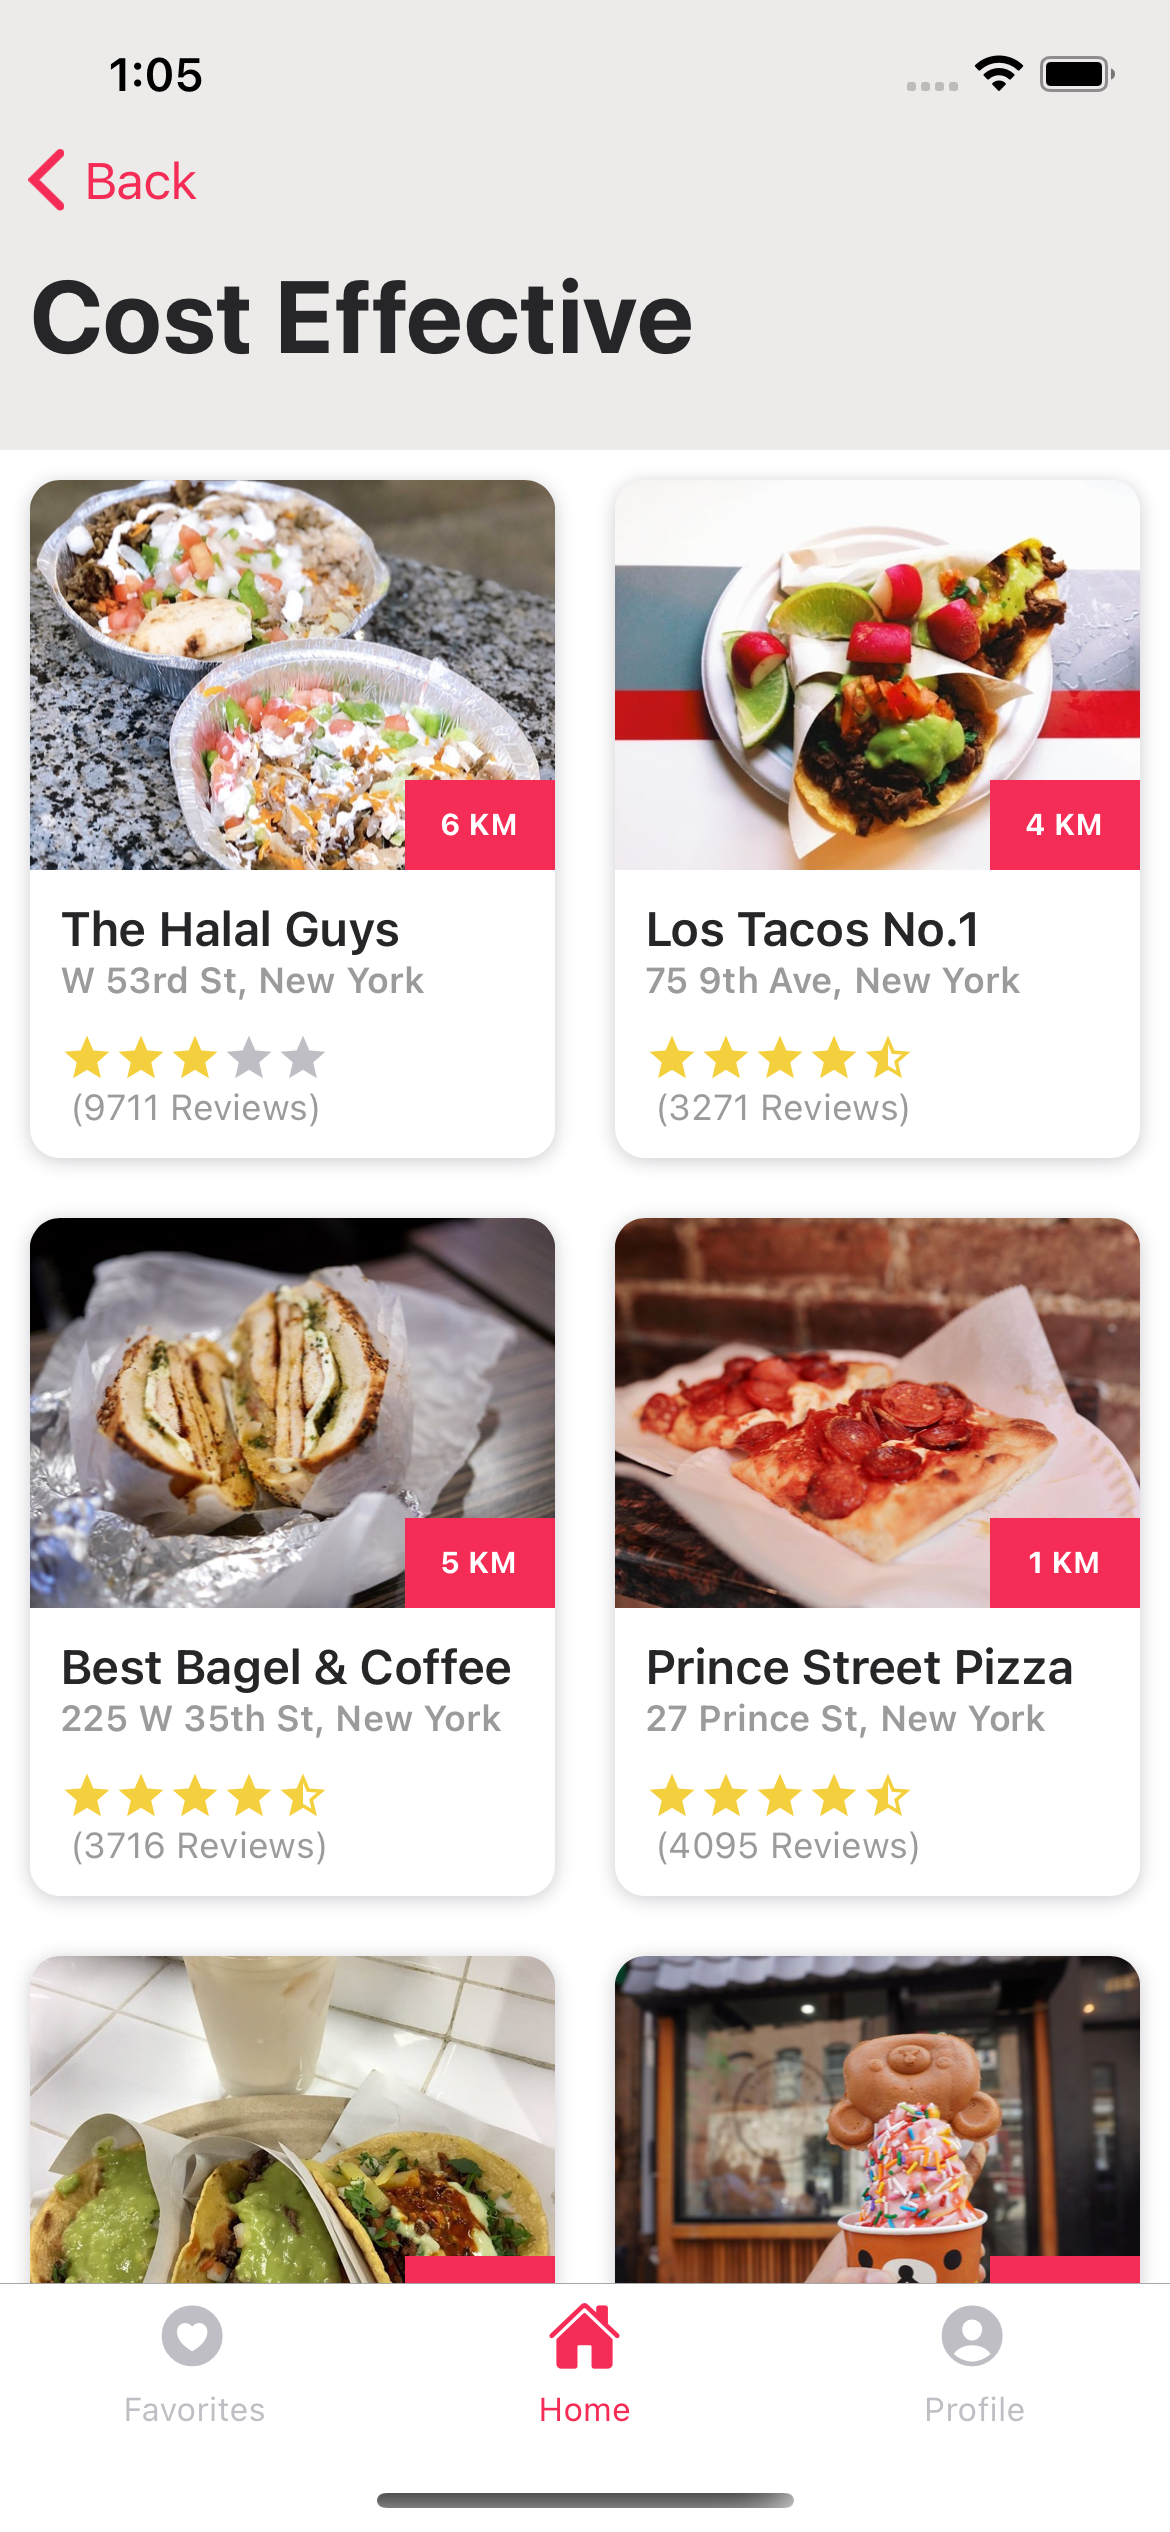 1:05
Back
Cost Effective
6 KM
4 KM
The Halal Guys
W 53rd St, New York
(9711 Reviews)
Los Tacos No.1
75 9th Ave, New York
(3271 Reviews)
5 KM
1 KM
Best Bagel & Coffee
225 W 35th St, New York
(3716 Reviews)
Prince Street Pizza
27 Prince St, New York
(4095 Reviews)
Favorites
Home
Profile